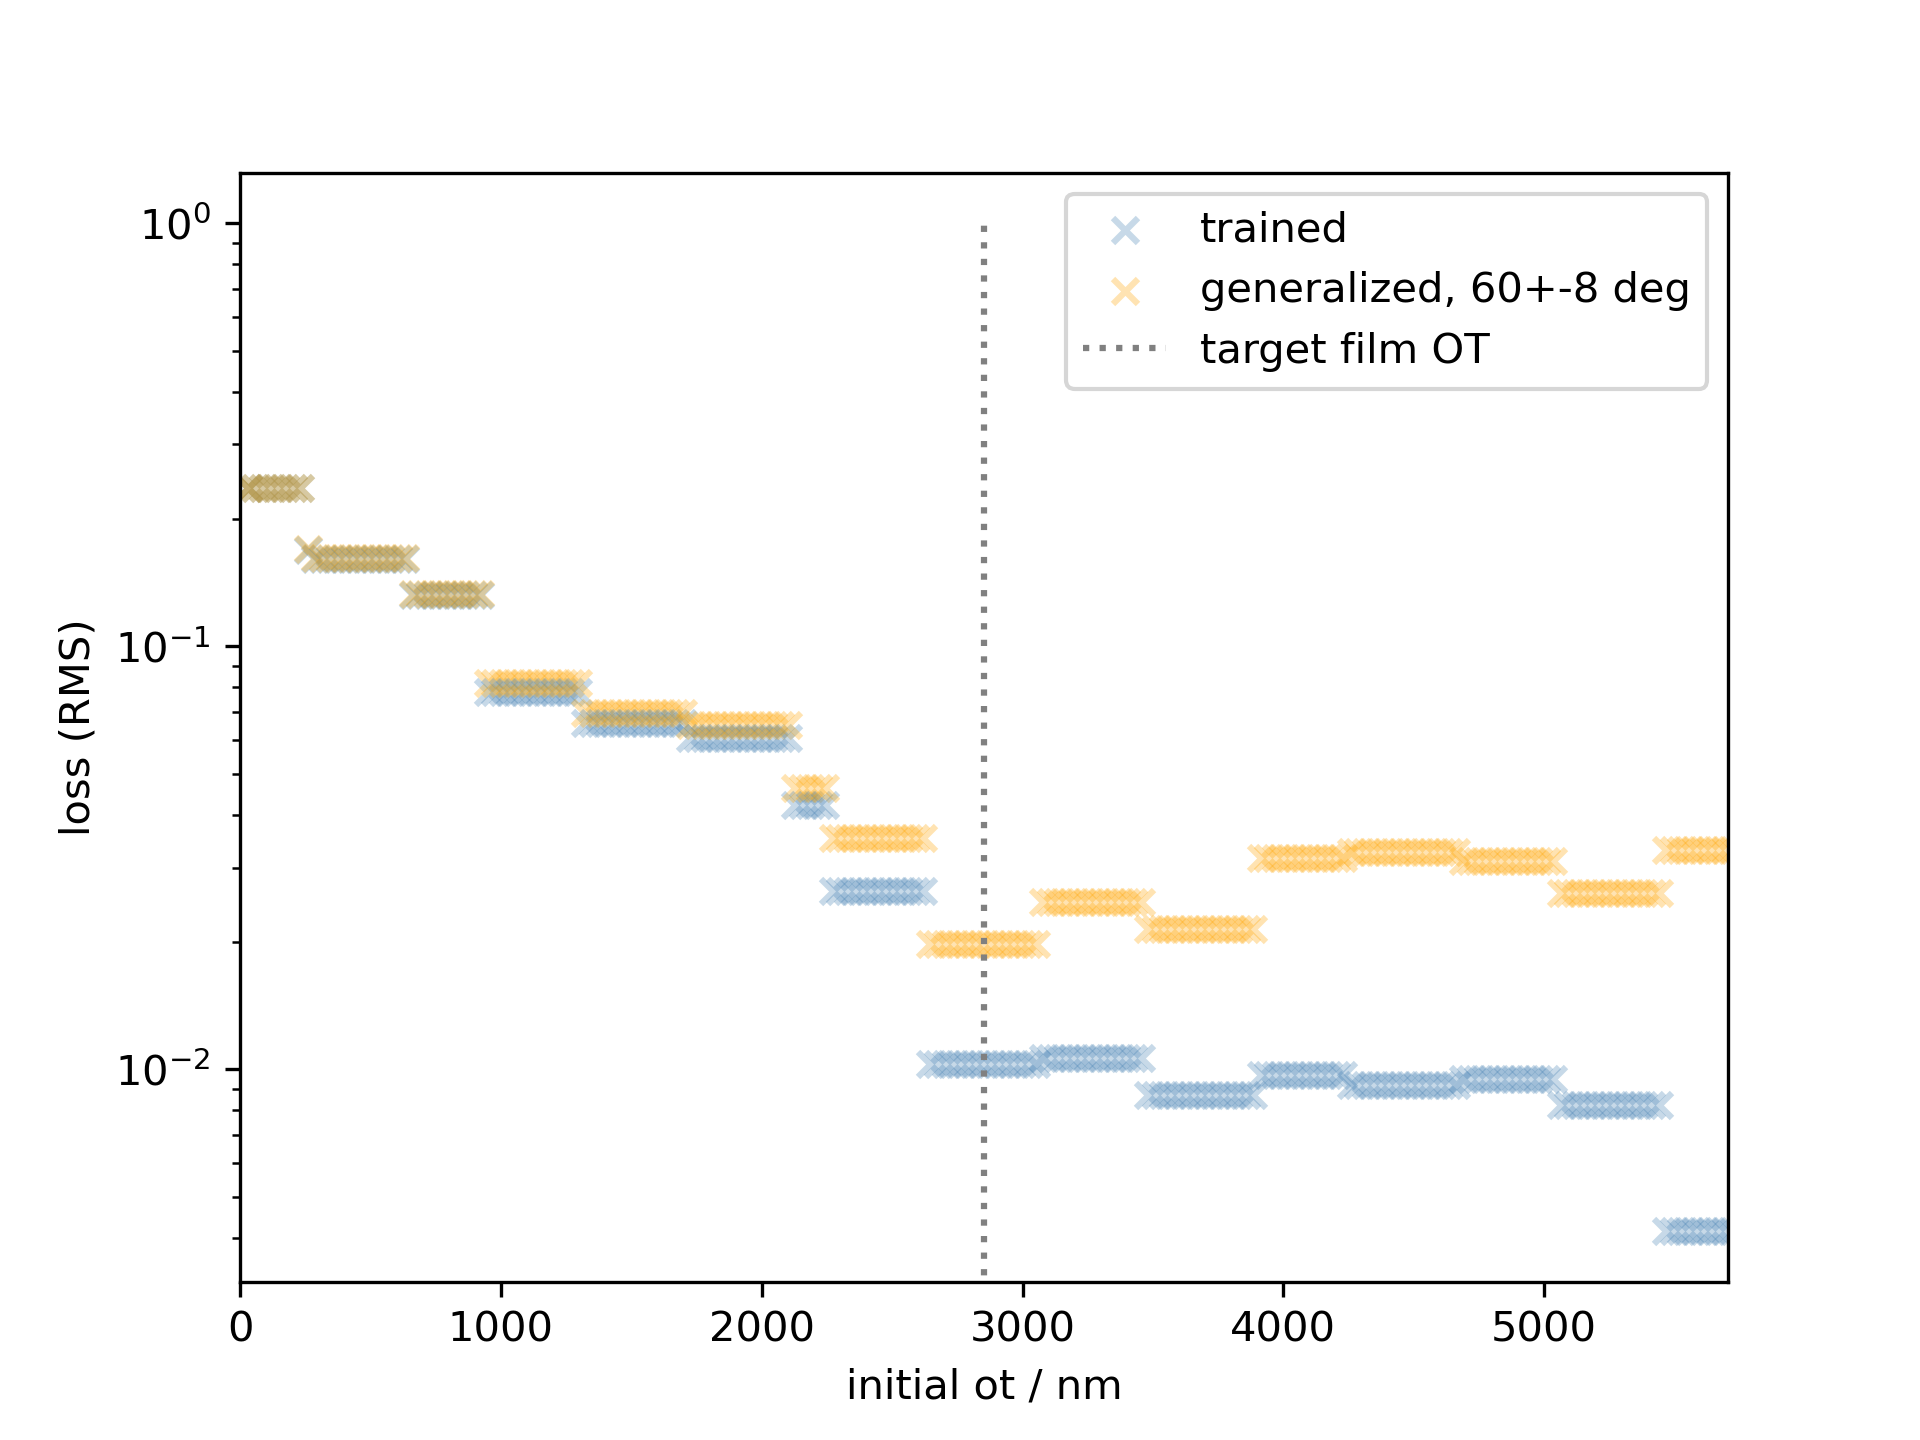 trained
generalized, 60+-8 deg
target film OT
10⁰
10⁻¹
10⁻²
loss (RMS)
0 1000 2000 3000 4000 5000
initial ot / nm